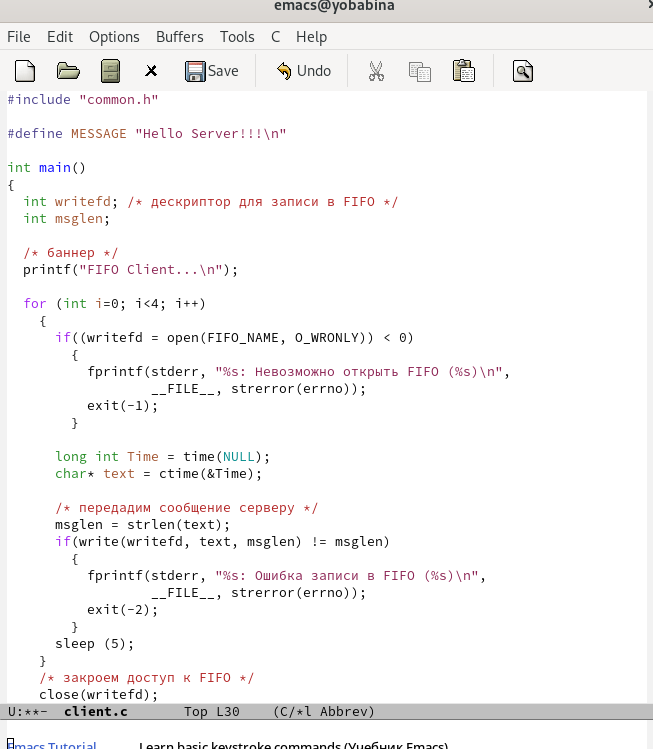 emacs@yobabina
File Edit Options Buffers Tools C Help
Save Undo
#include "common.h"
#define MESSAGE "Hello Server!!!\n"
int main()
{
int writefd; /* дескриптор для записи в FIFO */
int msglen;
/* баннер */
printf("FIFO Client...\n");
for (int i=0; i<4; i++)
{
if((writefd = open(FIFO_NAME, O_WRONLY)) < 0)
{
fprintf(stderr, "%s: Невозможно открыть FIFO (%s)\n",
__FILE__, strerror(errno));
exit(-1);
}
long int Time = time(NULL);
char* text = ctime(&Time);
/* передадим сообщение серверу */
msglen = strlen(text);
if(write(writefd, text, msglen) != msglen)
{
fprintf(stderr, "%s: Ошибка записи в FIFO (%s)\n",
__FILE__, strerror(errno));
exit(-2);
}
sleep (5);
}
/* закроем доступ к FIFO */
close(writefd);
U:**- client.c Top L30 (C/*l Abbrev)
Emacs Tutorial Learn basic keystroke commands (Учебник Emacs)